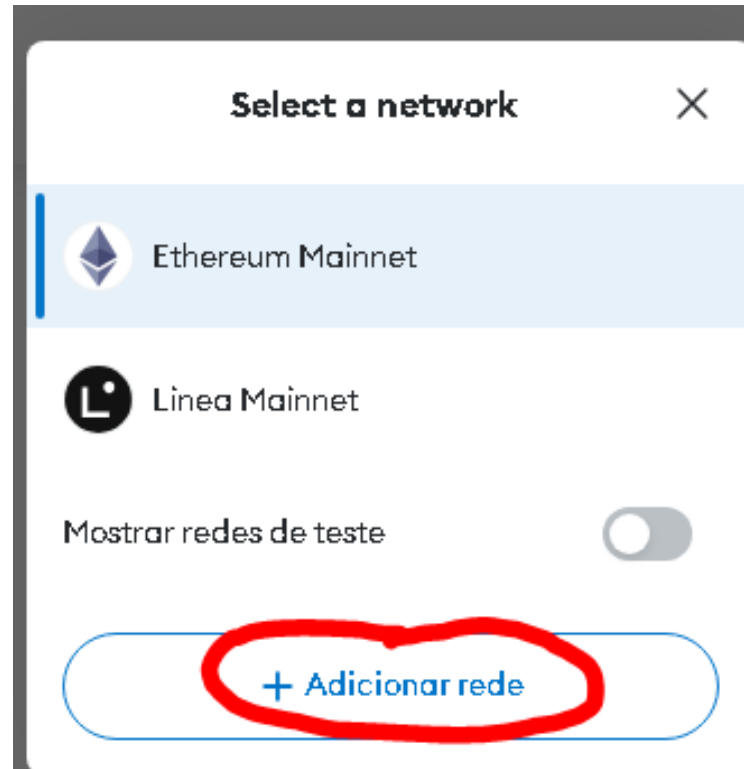 Select a network
Ethereum Mainnet
Linea Mainnet
Mostrar redes de teste
+ Adicionar rede